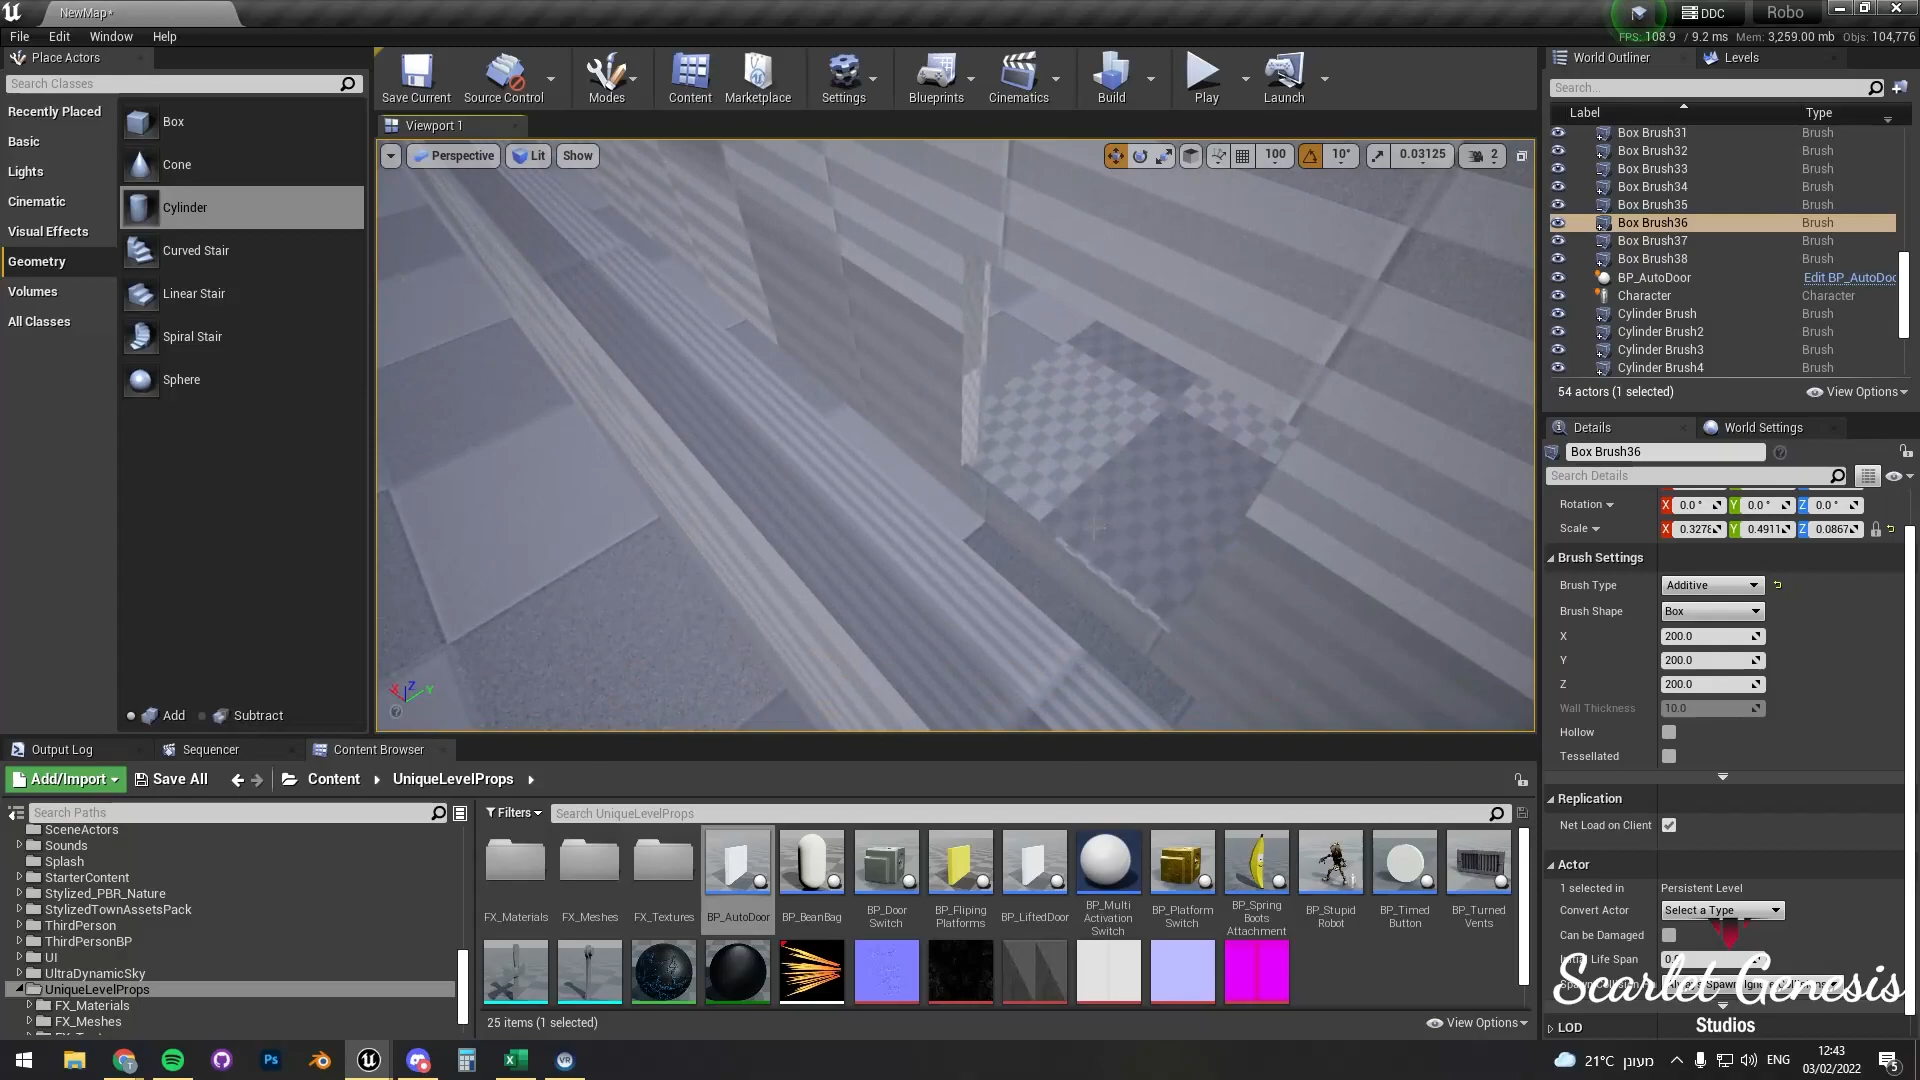 NewMap*
DDC
Robo
File Edit Window Help
FPS: 108.9 / 9.2 ms Mem: 3,259.00 mb Objs: 104,776
Place Actors
Search Classes
Recently Placed
Basic
Lights
Cinematic
Visual Effects
Geometry
Volumes
All Classes
Box
Cone
Cylinder
Curved Stair
Linear Stair
Spiral Stair
Sphere
Add Subtract
Save Current Source Control Modes Content Marketplace Settings Blueprints Cinematics Build Play Launch
Viewport 1
Perspective Lit Show
100 10° 0.03125 2
X Z Y
World Outliner Levels
Search...
Label Type
Box Brush31 Brush
Box Brush32 Brush
Box Brush33 Brush
Box Brush34 Brush
Box Brush35 Brush
Box Brush36 Brush
Box Brush37 Brush
Box Brush38 Brush
BP_AutoDoor Edit BP_AutoDoo
Character Character
Cylinder Brush Brush
Cylinder Brush2 Brush
Cylinder Brush3 Brush
Cylinder Brush4 Brush
54 actors (1 selected) View Options
Details World Settings
Box Brush36
Search Details
Rotation X 0.0 ° Y 0.0 ° Z 0.0 °
Scale X 0.3278 Y 0.4911 Z 0.0867
Brush Settings
Brush Type Additive
Brush Shape Box
X 200.0
Y 200.0
Z 200.0
Wall Thickness 10.0
Hollow
Tessellated
Replication
Net Load on Client
Actor
1 selected in Persistent Level
Convert Actor Select a Type
Can be Damaged
Initial Life Span
Scarlet Genesis
Studios
LOD
Output Log Sequencer Content Browser
Add/Import Save All Content UniqueLevelProps
Search Paths
SceneActors
Sounds
Splash
StarterContent
Stylized_PBR_Nature
StylizedTownAssetsPack
ThirdPerson
ThirdPersonBP
UI
UltraDynamicSky
UniqueLevelProps
FX_Materials
FX_Meshes
Filters Search UniqueLevelProps
FX_Materials
FX_Meshes
FX_Textures
BP_AutoDoor
BP_BeanBag
BP_Door Switch
BP_Fliping Platforms
BP_LiftedDoor
BP_Multi Activation Switch
BP_Platform Switch
BP_Spring Boots Attachment
BP_Stupid Robot
BP_Timed Button
BP_Turned Vents
25 items (1 selected) View Options
21°C מעונן ENG
12:43
03/02/2022
5